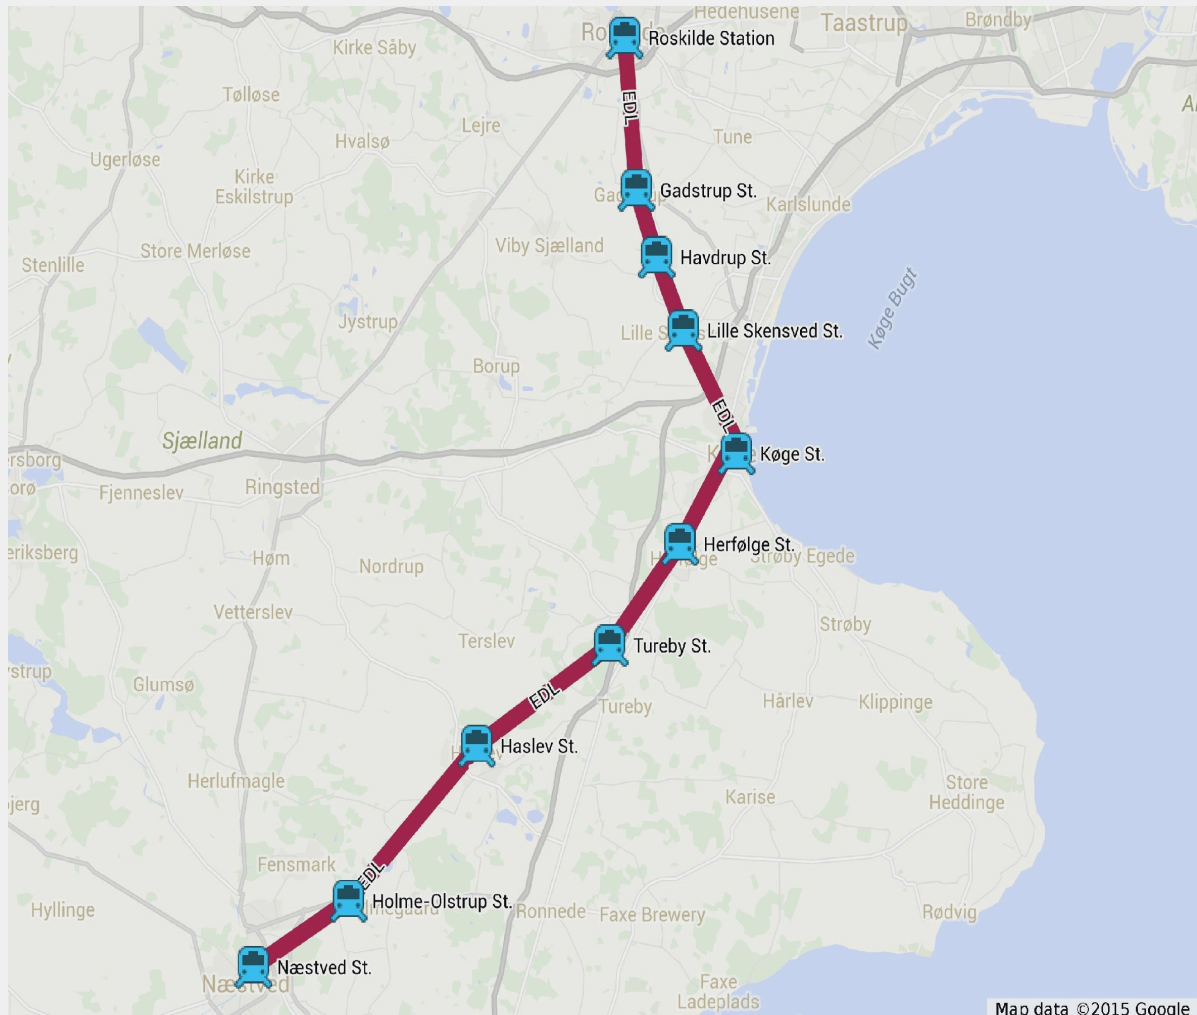 Hedehusene
Taastrup
Brøndby
Roskilde Station
Kirke Såby
EDL
Tølløse
Lejre
Tune
Hvalsø
Ugerløse
Kirke
Eskilstrup
Gadstrup St.
Karlslunde
Store Merløse
Viby Sjælland
Havdrup St.
Stenlille
Køge Bugt
Jystrup
Lille Skensved St.
Borup
EDL
Sjælland
Køge St.
Ringsted
Fjenneslev
Herfølge St.
Strøby Egede
Høm
Nordrup
Vetterslev
Strøby
Terslev
Tureby St.
Glumsø
EDL
Tureby
Hårlev
Klippinge
Haslev St.
Herlufmagle
Store
Heddinge
Karise
Fensmark
EDL
Holme-Olstrup St.
Hyllinge
Ronnede
Faxe Brewery
Rødvig
Næstved St.
Næstved
Faxe
Ladeplads
Map data ©2015 Google